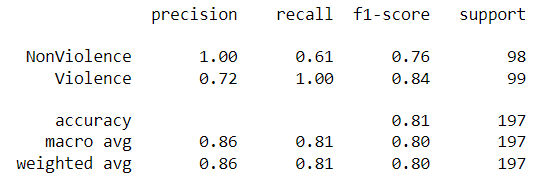 precision recall f1-score support
NonViolence 1.00 0.61 0.76 98
Violence 0.72 1.00 0.84 99
accuracy 0.81 197
macro avg 0.86 0.81 0.80 197
weighted avg 0.86 0.81 0.80 197